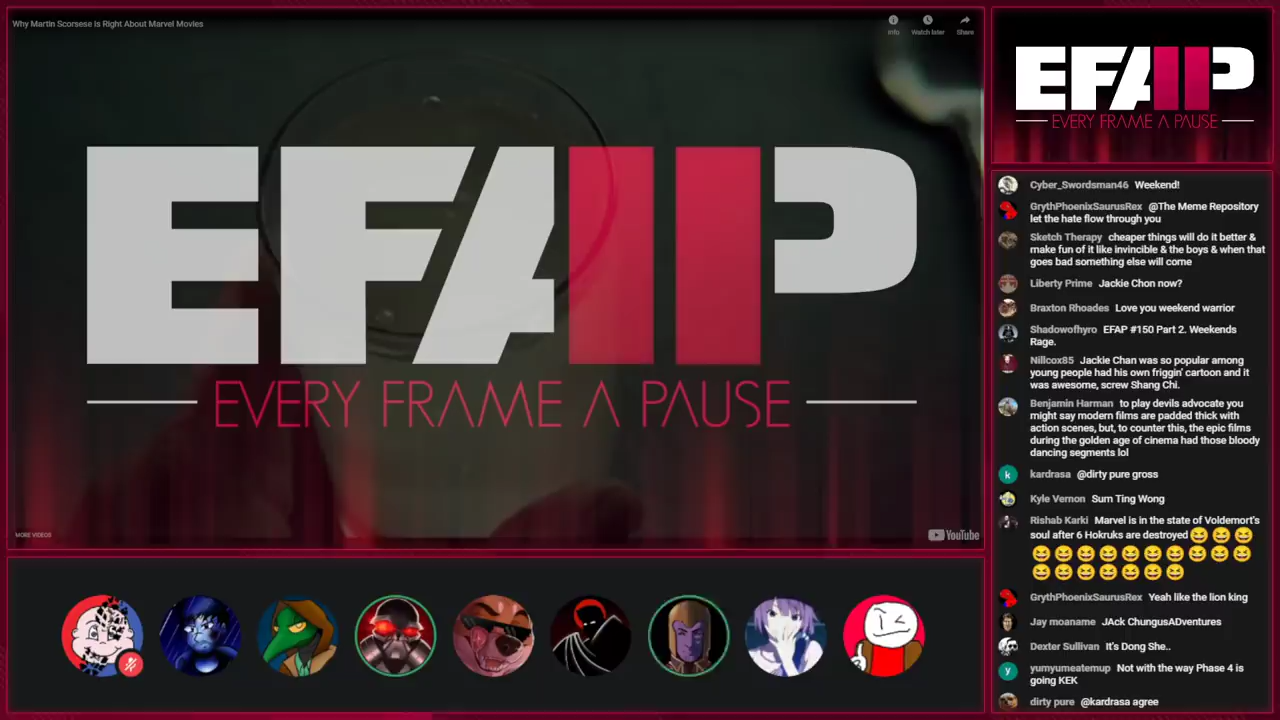 Why Martin Scorsese is Right About Marvel Movies
Info
Watch later
Share
EFAP
EVERY FRAME A PAUSE
MORE VIDEOS
YouTube
EFAP
EVERY FRAME A PAUSE
Cyber_Swordsman46 Weekend!
GrythPhoenixSaurusRex @The Meme Repository
let the hate flow through you
Sketch Therapy cheaper things will do it better &
make fun of it like invincible & the boys & when that
goes bad something else will come
Liberty Prime Jackie Chon now?
Braxton Rhoades Love you weekend warrior
Shadowofhyro EFAP #150 Part 2. Weekends
Rage.
Nillcox85 Jackie Chan was so popular among
young people had his own friggin' cartoon and it
was awesome, screw Shang Chi.
Benjamin Harman to play devils advocate you
might say modern films are padded thick with
action scenes, but, to counter this, the epic films
during the golden age of cinema had those bloody
dancing segments lol
k
kardrasa @dirty pure gross
Kyle Vernon Sum Ting Wong
Rishab Karki Marvel is in the state of Voldemort's
soul after 6 Hokruks are destroyed
GrythPhoenixSaurusRex Yeah like the lion king
Jay moaname JAck ChungusADventures
Dexter Sullivan It's Dong She..
y
yumyumeatemup Not with the way Phase 4 is
going KEK
dirty pure @kardrasa agree